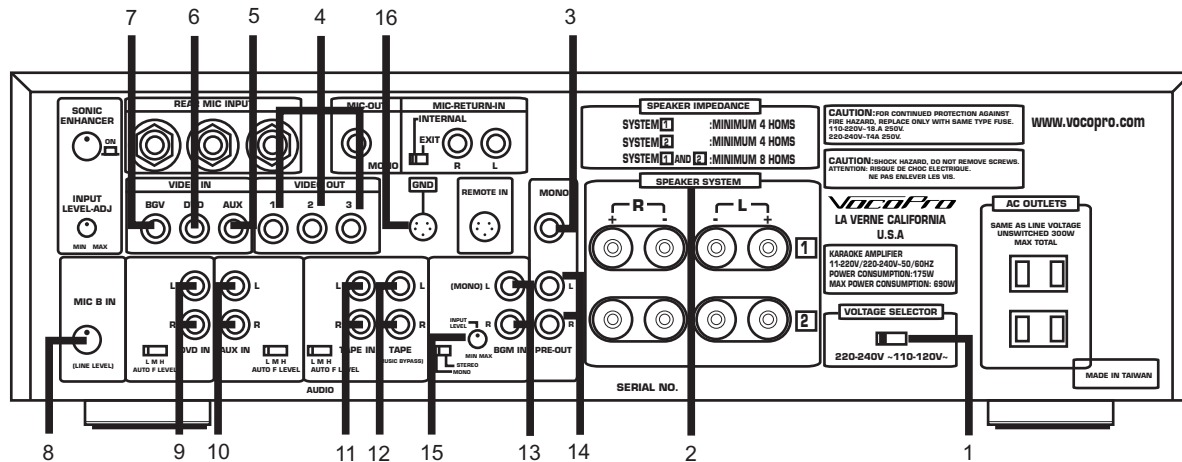 7 6 5 4 16 3
SONIC
ENHANCER
ON
INPUT
LEVEL-ADJ
MIN MAX
REAR MIC INPUT
MIC-OUT
MONO
MIC-RETURN-IN
INTERNAL
EXIT
R L
VIDEO IN
BGV DVD AUX
VIDEO OUT
1 2 3
GND
REMOTE IN
MONO
MIC B IN
(LINE LEVEL)
L
R
DVD IN
L M H
AUTO F LEVEL
L
R
AUX IN
L M H
AUTO F LEVEL
L M H
AUTO F LEVEL
L
R
TAPE IN
L
R
TAPE
(MUSIC BYPASS)
AUDIO
(MONO) L
R
INPUT
LEVEL
MIN MAX
STEREO
MONO
BGM IN
L
R
PRE-OUT
SPEAKER IMPEDANCE
SYSTEM 1 :MINIMUM 4 HOMS
SYSTEM 2 :MINIMUM 4 HOMS
SYSTEM 1 AND 2 :MINIMUM 8 HOMS
SPEAKER SYSTEM
R L
+ - - +
1
2
SERIAL NO.
CAUTION:FOR CONTINUED PROTECTION AGAINST
FIRE HAZARD, REPLACE ONLY WITH SAME TYPE FUSE.
110-220V~18.A 250V.
220-240V~T4A 250V.
CAUTION:SHOCK HAZARD, DO NOT REMOVE SCREWS.
ATTENTION: RISQUE DE CHOC ELECTRIQUE.
NE PAS ENLEVER LES VIS.
www.vocopro.com
VocoPro
LA VERNE CALIFORNIA
U.S.A
KARAOKE AMPLIFIER
11-220V/220-240V~50/60HZ
POWER CONSUMPTION:175W
MAX POWER CONSUMPTION: 690W
VOLTAGE SELECTOR
220-240V ~110-120V~
AC OUTLETS
SAME AS LINE VOLTAGE
UNSWITCHED 300W
MAX TOTAL
MADE IN TAIWAN
8 9 10 11 12 15 13 14 2 1